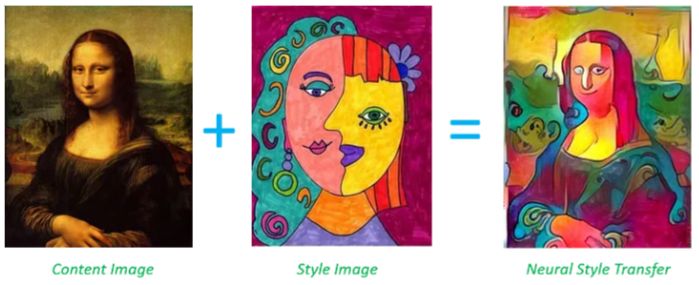 +
=
Content Image
Style Image
Neural Style Transfer